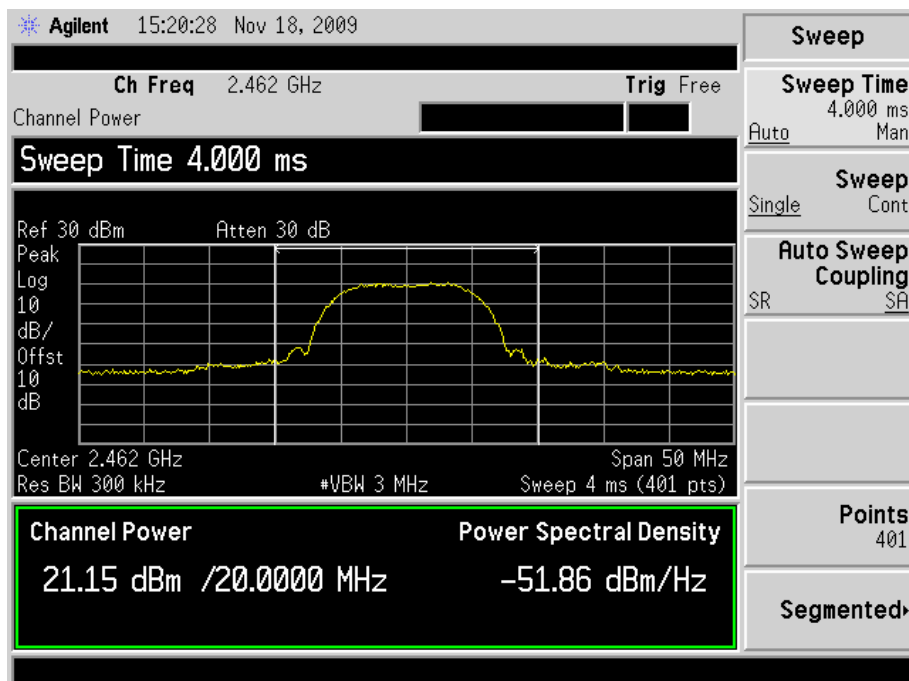 Agilent 15:20:28 Nov 18, 2009
Ch Freq 2.462 GHz Trig Free
Channel Power
Sweep Time 4.000 ms
Ref 30 dBm Atten 30 dB
Peak
Log
10
dB/
Offst
10
dB
Center 2.462 GHz Span 50 MHz
Res BW 300 kHz #VBW 3 MHz Sweep 4 ms (401 pts)
Channel Power Power Spectral Density
21.15 dBm /20.0000 MHz -51.86 dBm/Hz
Sweep
Sweep Time
4.000 ms
Auto Man
Sweep
Single Cont
Auto Sweep
Coupling
SR SA
Points
401
Segmented